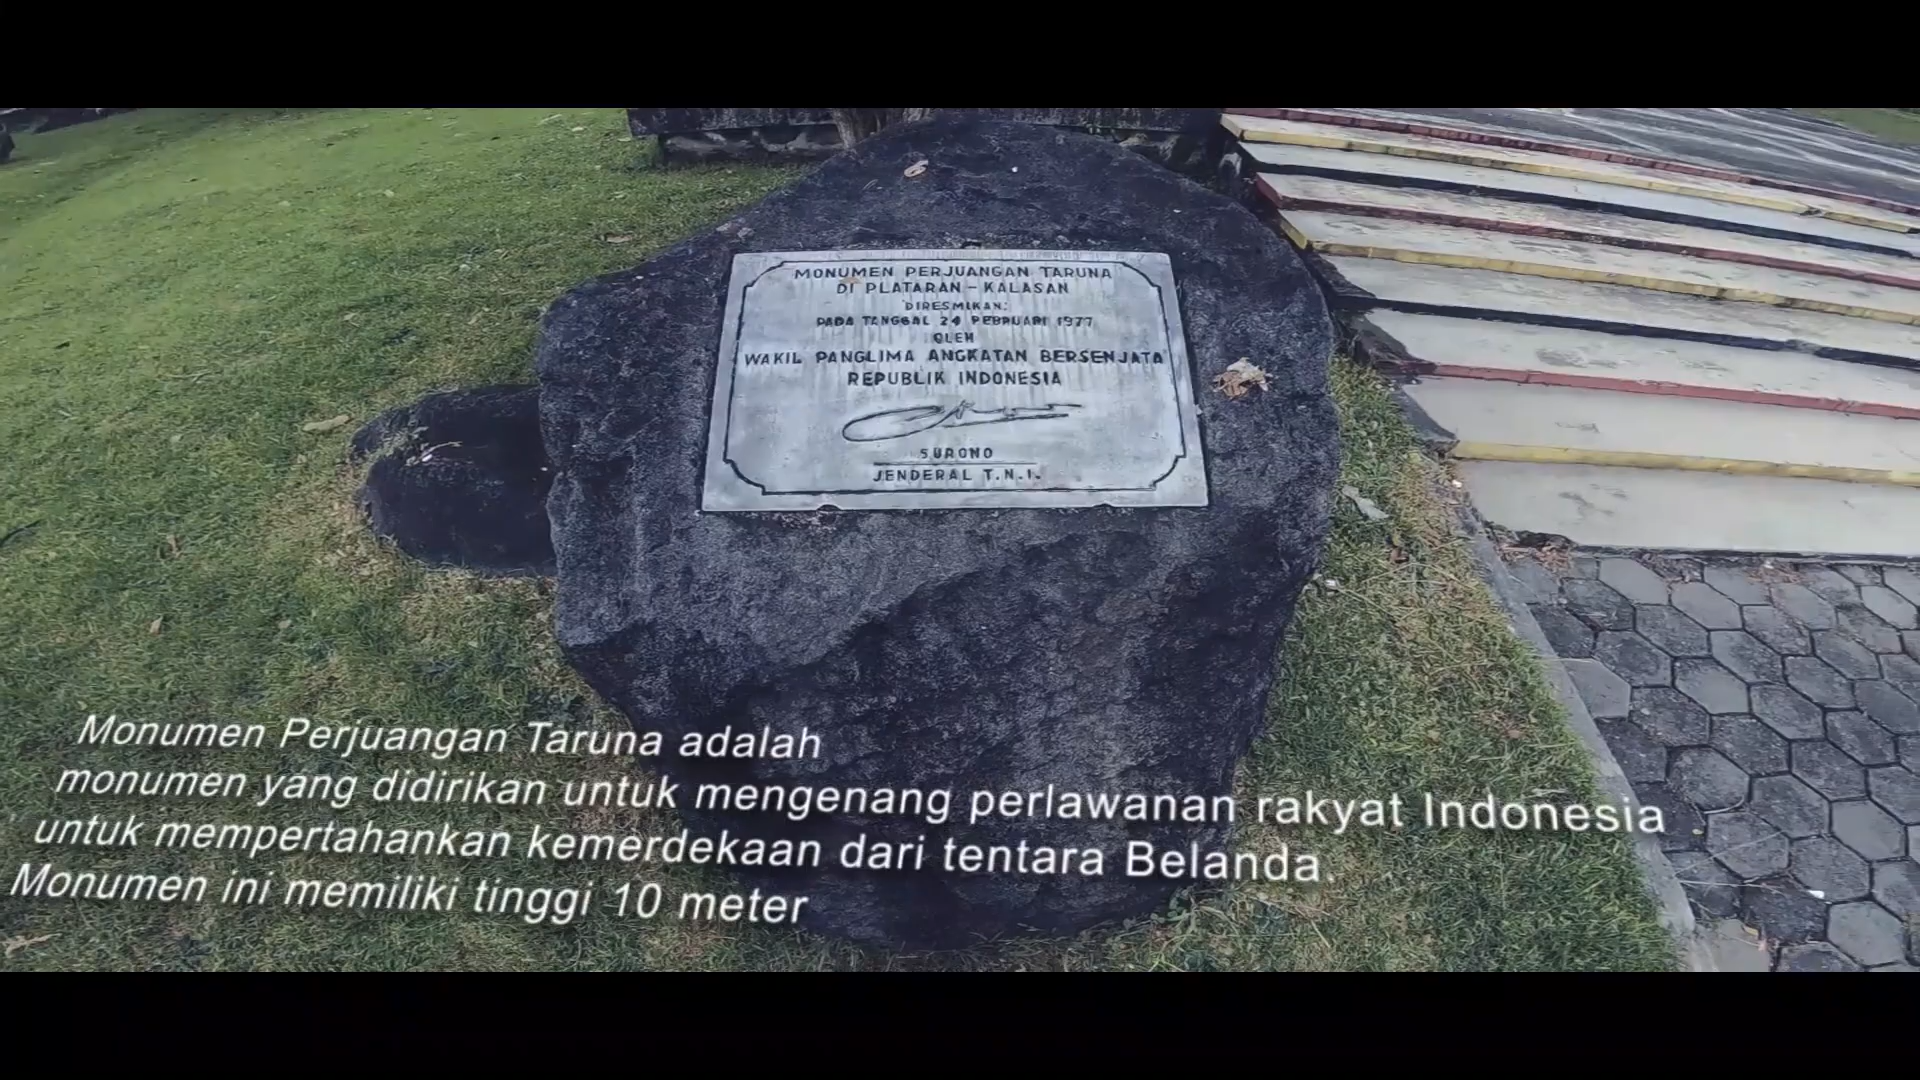 MONUMEN PERJUANGAN TARUNA
DI PLATARAN - KALASAN
DIRESMIKAN:
PADA TANGGAL 24 PEBRUARI 1977
OLEH
WAKIL PANGLIMA ANGKATAN BERSENJATA
REPUBLIK INDONESIA
SURONO
JENDERAL T.N.I.
Monumen Perjuangan Taruna adalah
monumen yang didirikan untuk mengenang perlawanan rakyat Indonesia
untuk mempertahankan kemerdekaan dari tentara Belanda.
Monumen ini memiliki tinggi 10 meter